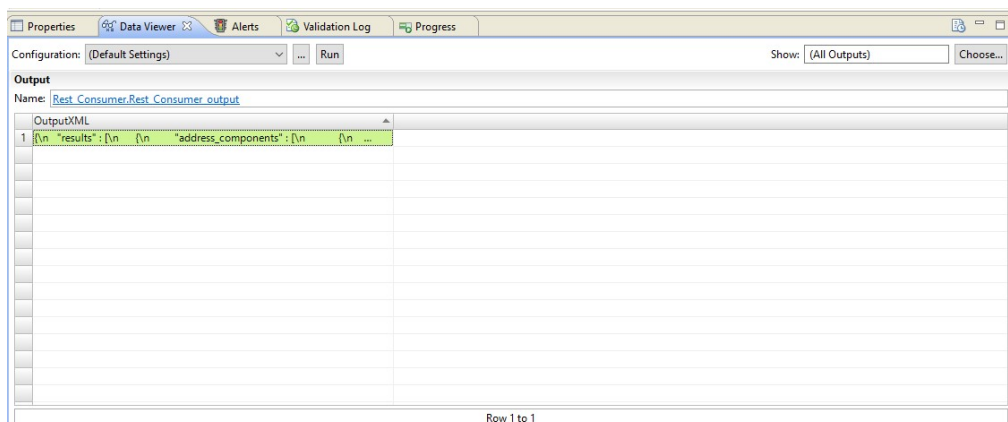 Properties Data Viewer Alerts Validation Log Progress
Configuration: (Default Settings) ... Run Show: (All Outputs) Choose...
Output
Name: Rest_Consumer.Rest_Consumer_output
OutputXML
1 {\n "results" : [\n {\n "address_components" : [\n {\n ...
Row 1 to 1